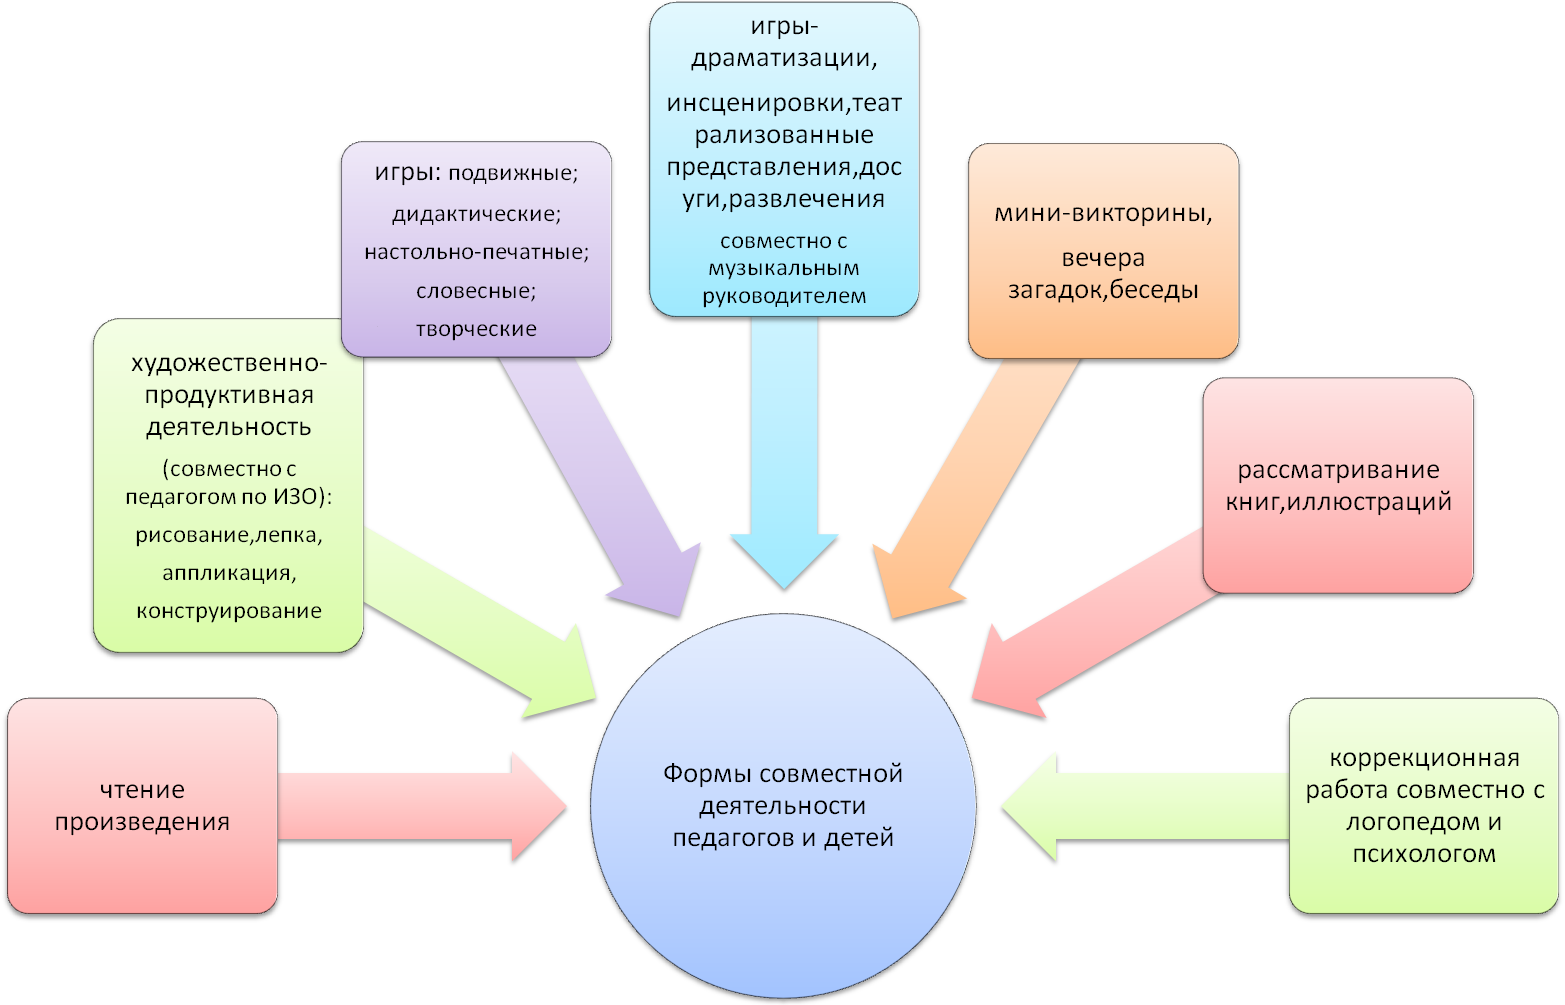 игры-
драматизации,
инсценировки,теат
рализованные
представления,дос
уги,развлечения
совместно с
музыкальным
руководителем
игры: подвижные;
дидактические;
настольно-печатные;
словесные;
творческие
мини-викторины,
вечера
загадок,беседы
художественно-
продуктивная
деятельность
(совместно с
педагогом по ИЗО):
рисование,лепка,
аппликация,
конструирование
рассматривание
книг,иллюстраций
чтение
произведения
Формы совместной
деятельности
педагогов и детей
коррекционная
работа совместно с
логопедом и
психологом